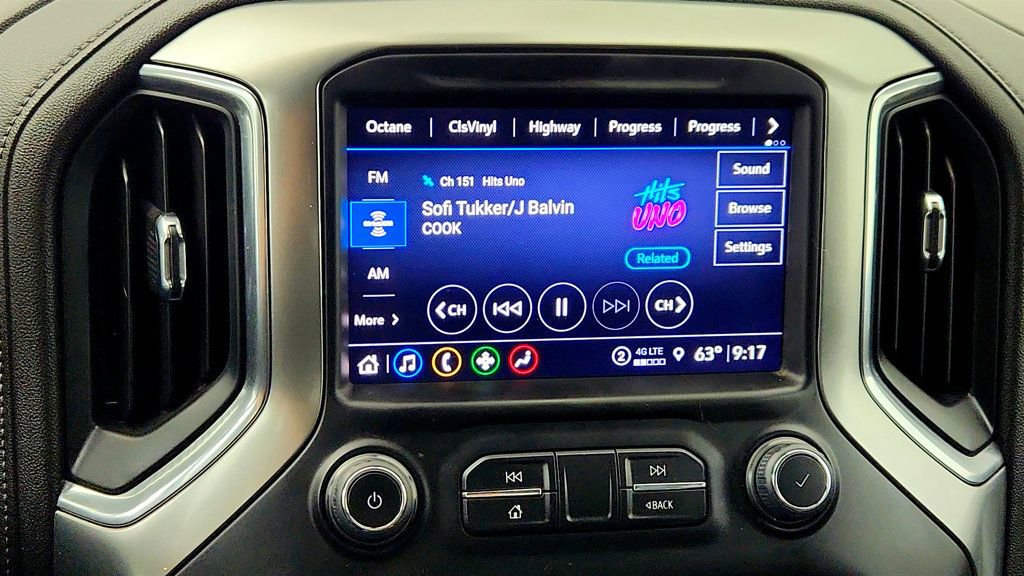 Octane
ClsVinyl
Highway
Progress
Progress
FM
Ch 151 Hits Uno
Sofi Tukker/J Balvin
COOK
Hits
UNO
Related
Sound
Browse
Settings
AM
More
CH
CH
2
4G LTE
63° 9:17
BACK